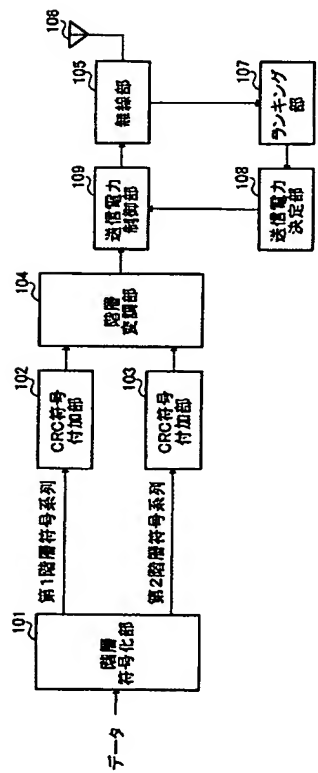 データ
101
階層
符号化部
第1階層符号系列
第2階層符号系列
102
CRC符号
付加部
103
CRC符号
付加部
104
階層
変調部
109
送信電力
制御部
105
無線部
106
107
ランキング
部
108
送信電力
決定部